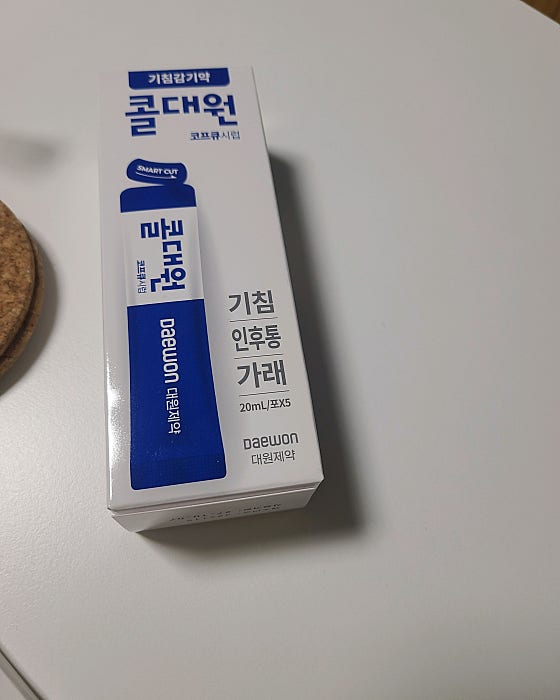 기침감기약
콜대원
코프큐시럽
SMART CUT
콜대원
코프큐시럽
Daewon 대원제약
기침
인후통
가래
20mL/포X5
Daewon
대원제약